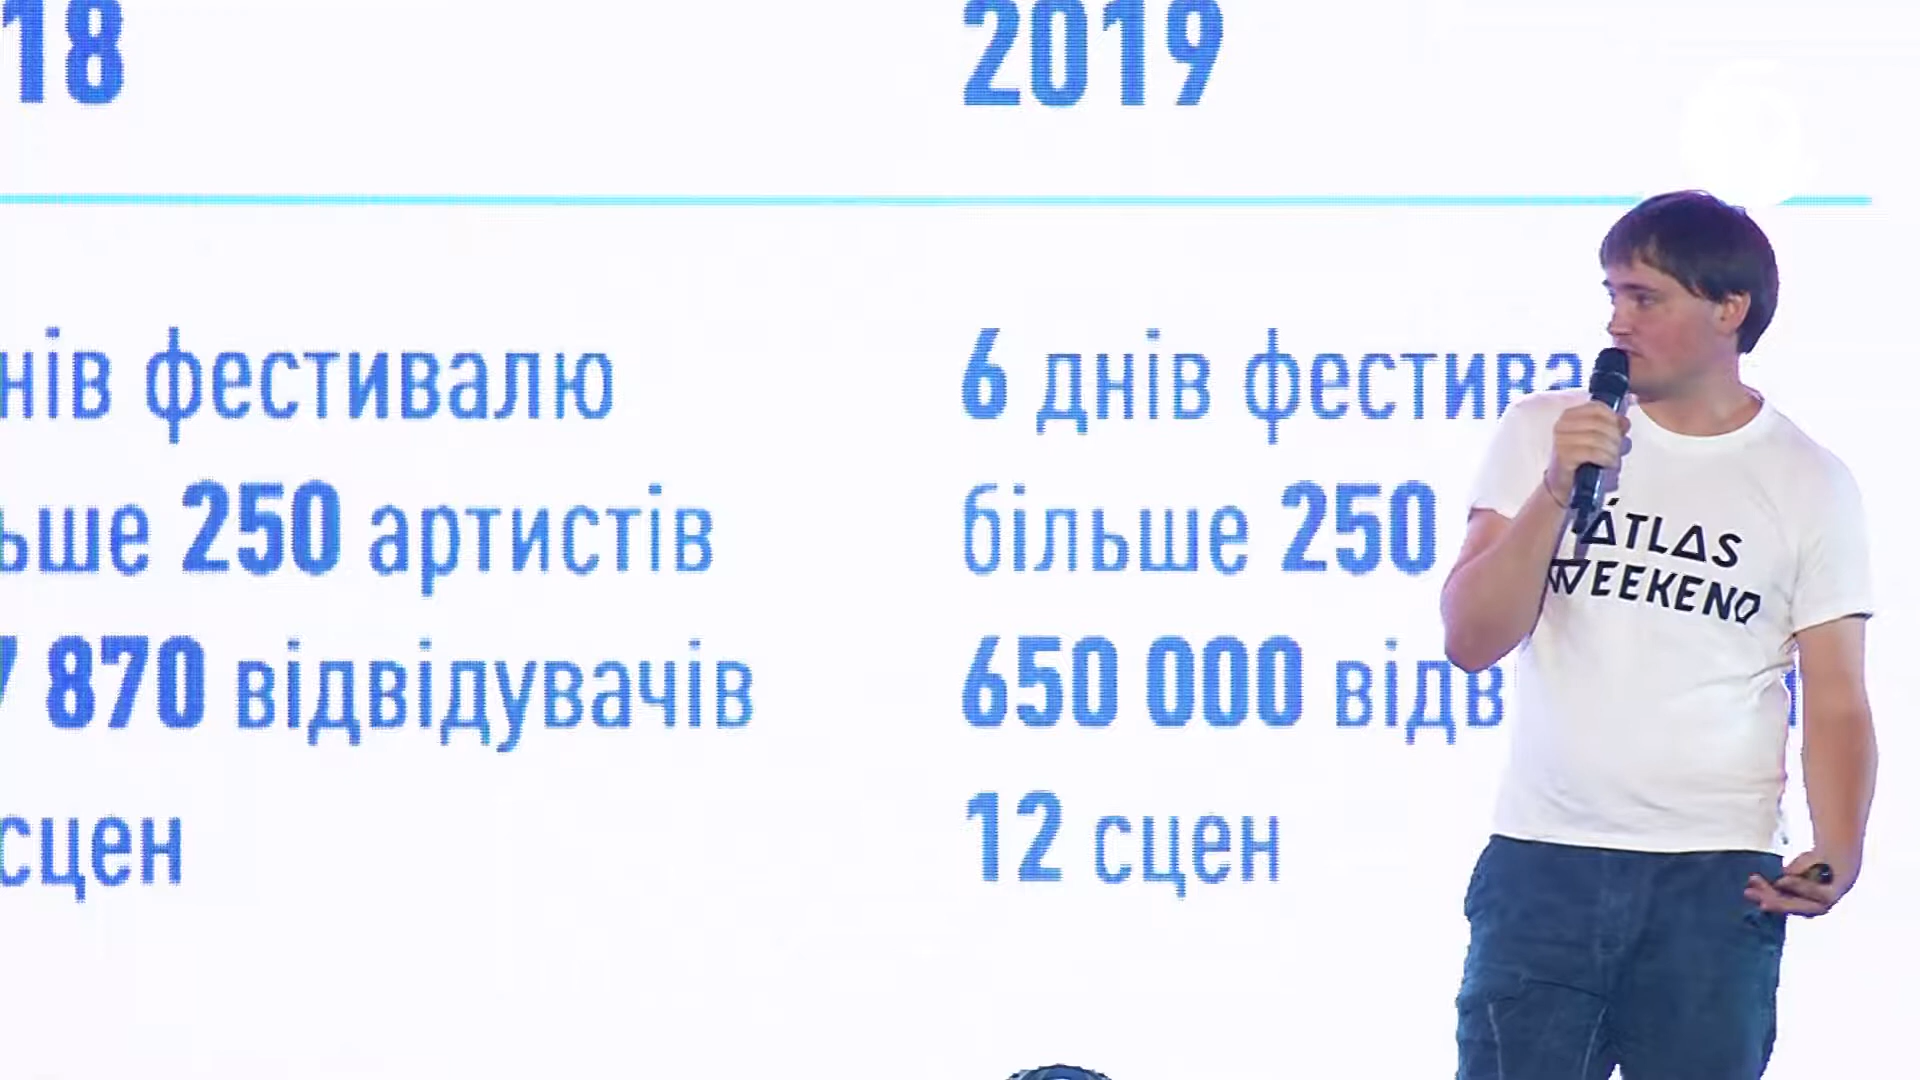 18
2019
нів фестивалю
6 днів фестива
ьше 250 артистів
більше 250
870 відвідувачів
650 000 відв
сцен
12 сцен
ATLAS
WEEKEND